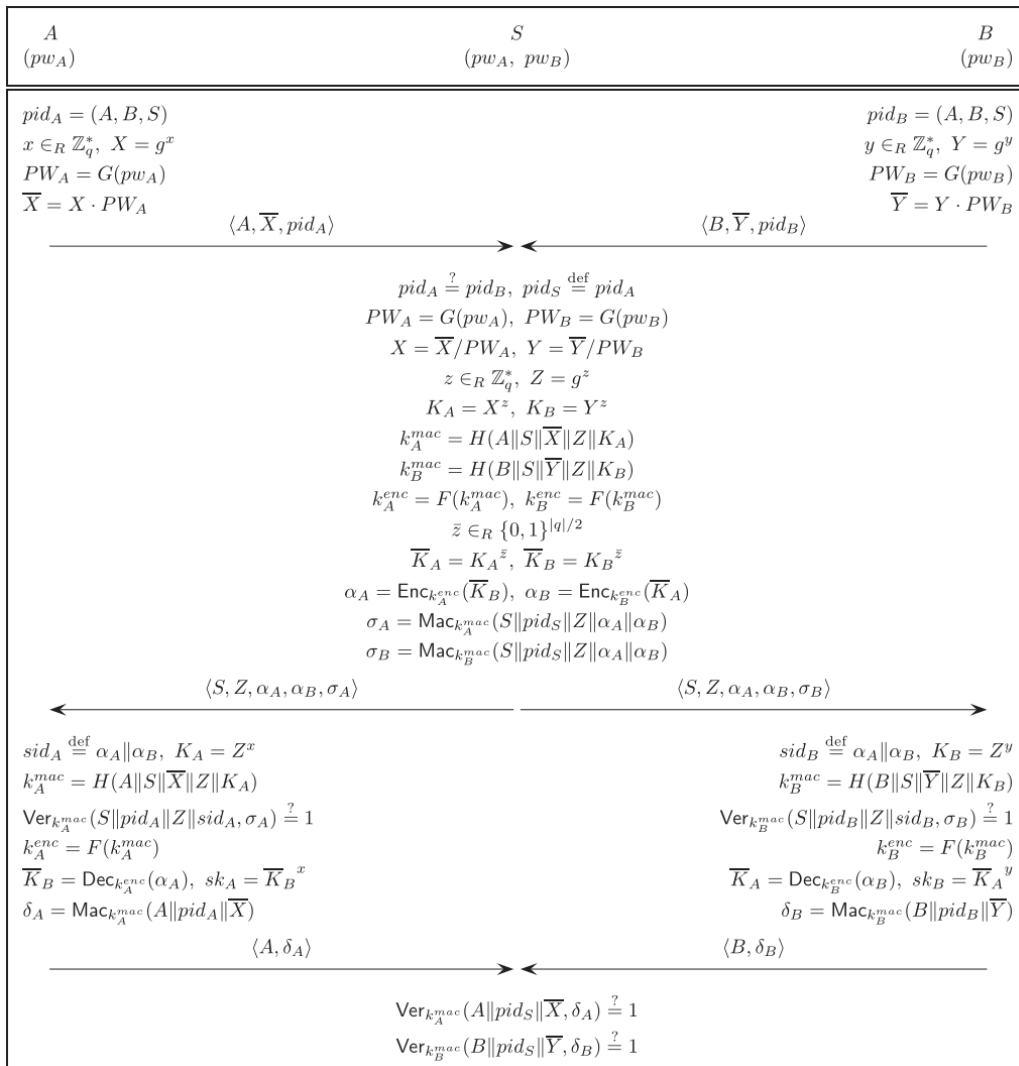 A S B
(pw_A) (pw_A, pw_B) (pw_B)
pid_A = (A, B, S) pid_B = (A, B, S)
x ∈_R ℤ_q^*, X = g^x y ∈_R ℤ_q^*, Y = g^y
PW_A = G(pw_A) PW_B = G(pw_B)
X̅ = X · PW_A Y̅ = Y · PW_B
⟨A, X̅, pid_A⟩ ⟨B, Y̅, pid_B⟩
pid_A ≟ pid_B, pid_S ≝ pid_A
PW_A = G(pw_A), PW_B = G(pw_B)
X = X̅/PW_A, Y = Y̅/PW_B
z ∈_R ℤ_q^*, Z = g^z
K_A = X^z, K_B = Y^z
k_A^{mac} = H(A‖S‖X̅‖Z‖K_A)
k_B^{mac} = H(B‖S‖Y̅‖Z‖K_B)
k_A^{enc} = F(k_A^{mac}), k_B^{enc} = F(k_B^{mac})
z̄ ∈_R {0, 1}^{|q|/2}
K̅_A = K_A^{z̄}, K̅_B = K_B^{z̄}
α_A = Enc_{k_A^{enc}}(K̅_B), α_B = Enc_{k_B^{enc}}(K̅_A)
σ_A = Mac_{k_A^{mac}}(S‖pid_S‖Z‖α_A‖α_B)
σ_B = Mac_{k_B^{mac}}(S‖pid_S‖Z‖α_A‖α_B)
⟨S, Z, α_A, α_B, σ_A⟩ ⟨S, Z, α_A, α_B, σ_B⟩
sid_A ≝ α_A‖α_B, K_A = Z^x sid_B ≝ α_A‖α_B, K_B = Z^y
k_A^{mac} = H(A‖S‖X̅‖Z‖K_A) k_B^{mac} = H(B‖S‖Y̅‖Z‖K_B)
Ver_{k_A^{mac}}(S‖pid_A‖Z‖sid_A, σ_A) ≟ 1 Ver_{k_B^{mac}}(S‖pid_B‖Z‖sid_B, σ_B) ≟ 1
k_A^{enc} = F(k_A^{mac}) k_B^{enc} = F(k_B^{mac})
K̅_B = Dec_{k_A^{enc}}(α_A), sk_A = K̅_B^x K̅_A = Dec_{k_B^{enc}}(α_B), sk_B = K̅_A^y
δ_A = Mac_{k_A^{mac}}(A‖pid_A‖X̅) δ_B = Mac_{k_B^{mac}}(B‖pid_B‖Y̅)
⟨A, δ_A⟩ ⟨B, δ_B⟩
Ver_{k_A^{mac}}(A‖pid_S‖X̅, δ_A) ≟ 1
Ver_{k_B^{mac}}(B‖pid_S‖Y̅, δ_B) ≟ 1